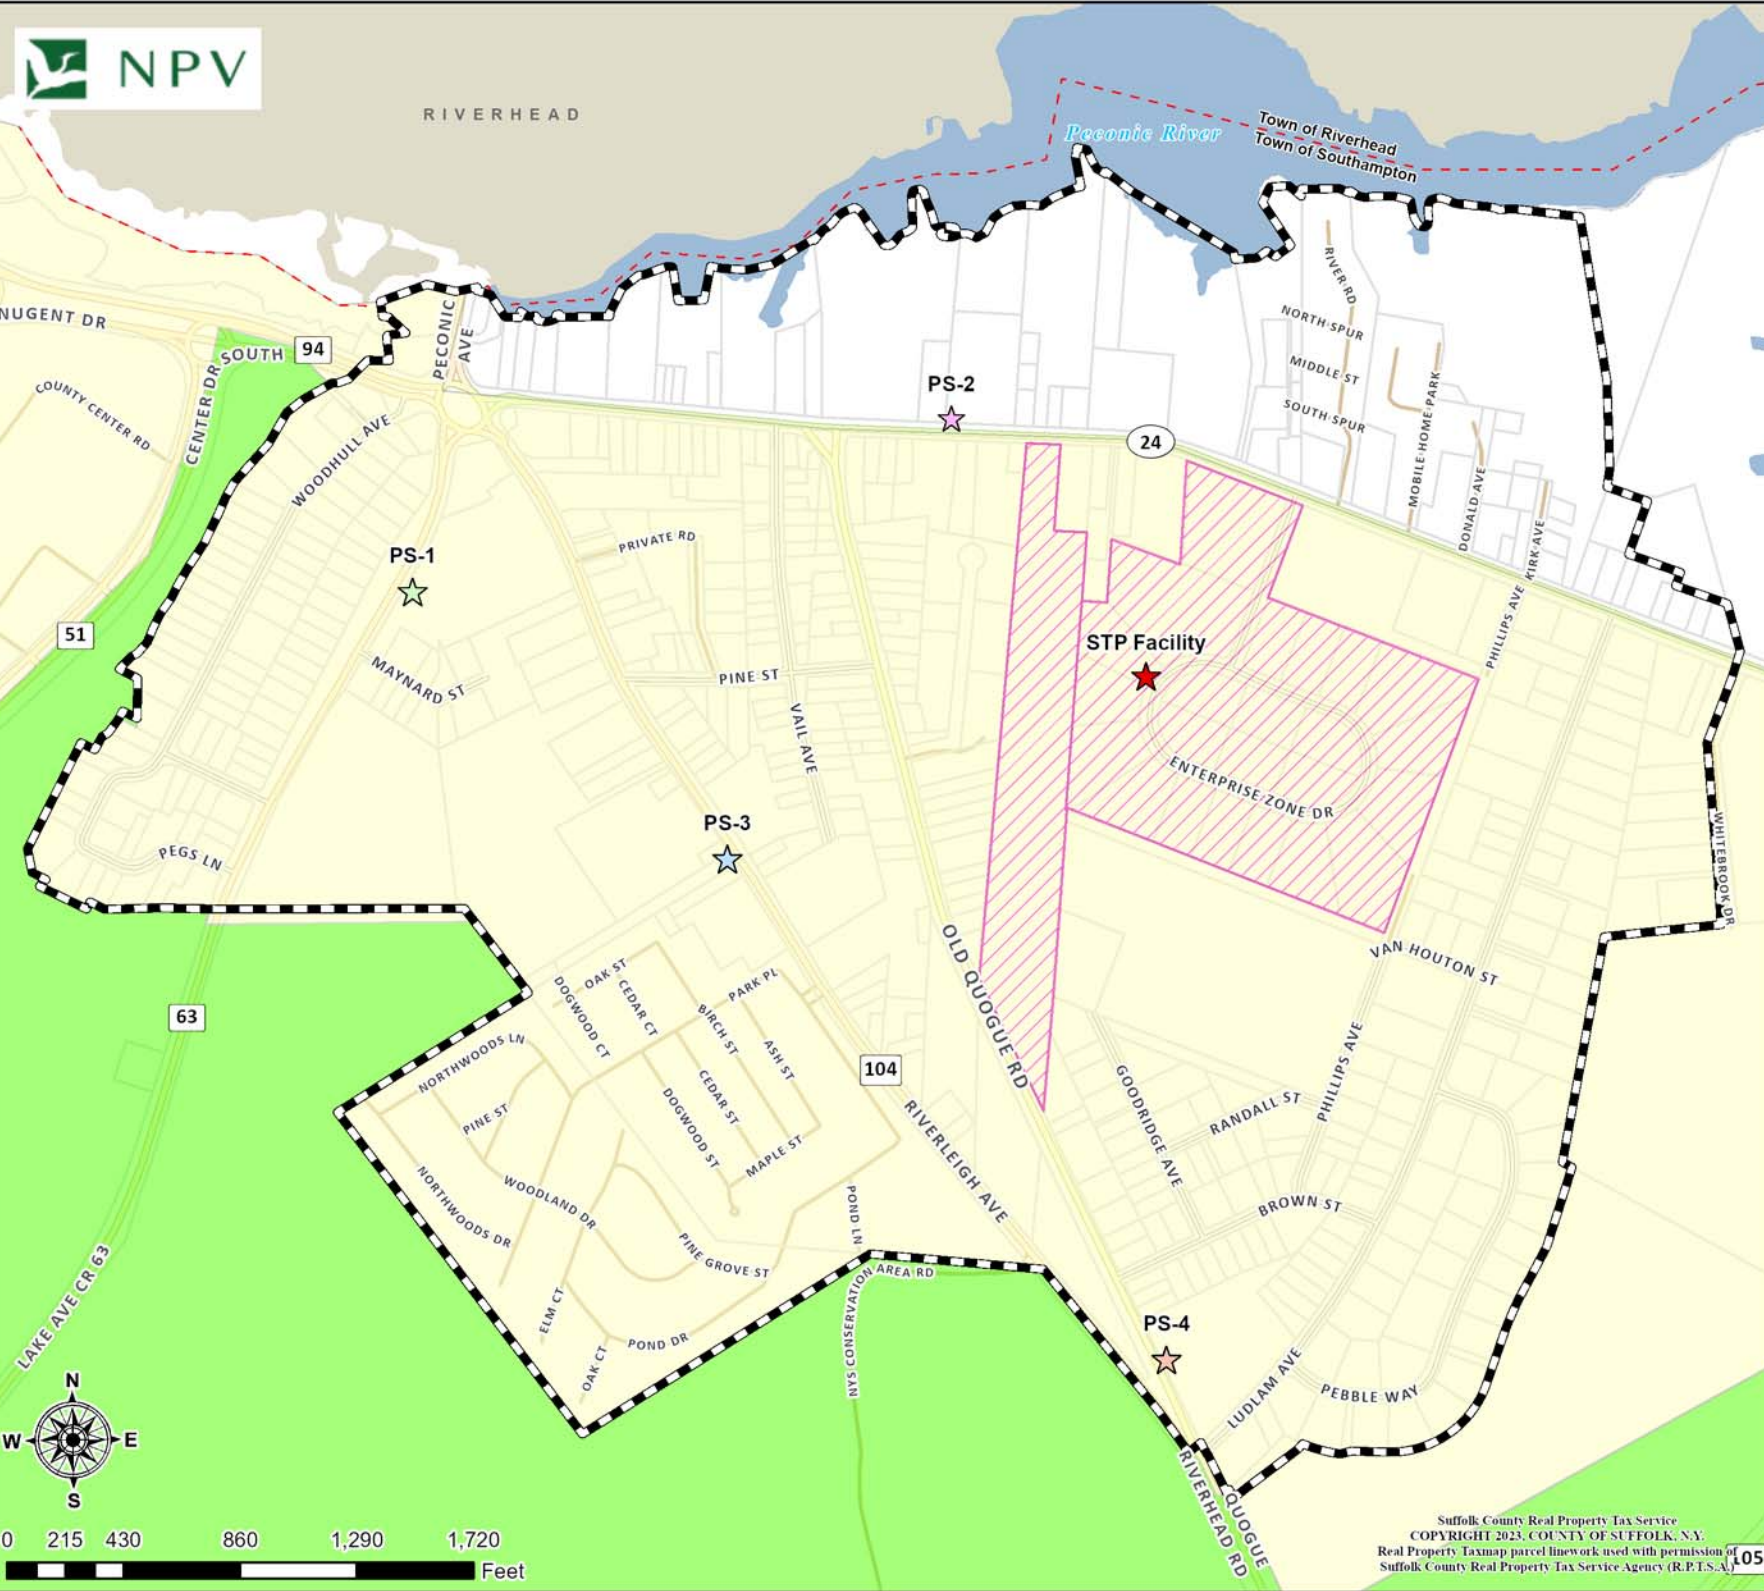 NPV
RIVERHEAD
Peconic River
Town of Riverhead
Town of Southampton
NUGENT DR
SOUTH
94
PECONIC
AVE
COUNTY CENTER RD
CENTER DR
WOODHULL AVE
PS-2
24
RIVER RD
NORTH SPUR
MIDDLE ST
SOUTH SPUR
MOBILE HOME PARK
DONALD AVE
KIRK AVE
PHILLIPS AVE
PS-1
PRIVATE RD
51
MAYNARD ST
PINE ST
VAIL AVE
STP Facility
ENTERPRISE ZONE DR
WHITEBROOK DR
PEGS LN
PS-3
OLD QUOGUE RD
VAN HOUTON ST
63
OAK ST
DOGWOOD CT
CEDAR CT
PARK PL
BIRCH ST
ASH ST
NORTHWOODS LN
104
PINE ST
CEDAR ST
DOGWOOD ST
MAPLE ST
RIVERLEIGH AVE
GOODRIDGE AVE
RANDALL ST
PHILLIPS AVE
BROWN ST
NORTHWOODS DR
WOODLAND DR
POND LN
PINE GROVE ST
NYS CONSERVATION AREA RD
ELM CT
POND DR
OAK CT
LAKE AVE CR 63
PS-4
LUDLAM AVE
PEBBLE WAY
RIVERHEAD RD
QUOGUE
N
W E
S
0 215 430 860 1,290 1,720
Feet
Suffolk County Real Property Tax Service
COPYRIGHT 2023, COUNTY OF SUFFOLK, N.Y.
Real Property Taxmap parcel linework used with permission of
Suffolk County Real Property Tax Service Agency (R.P.T.S.A.)
105